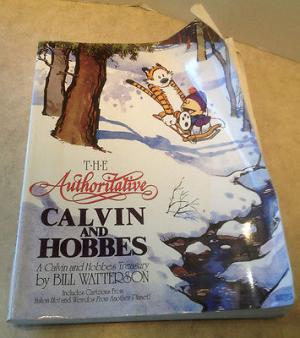 THE
Authoritative
CALVIN
AND
HOBBES
A Calvin and Hobbes Treasury
by BILL WATTERSON
Includes Cartoons From
Yukon Ho! and Weirdos From Another Planet!